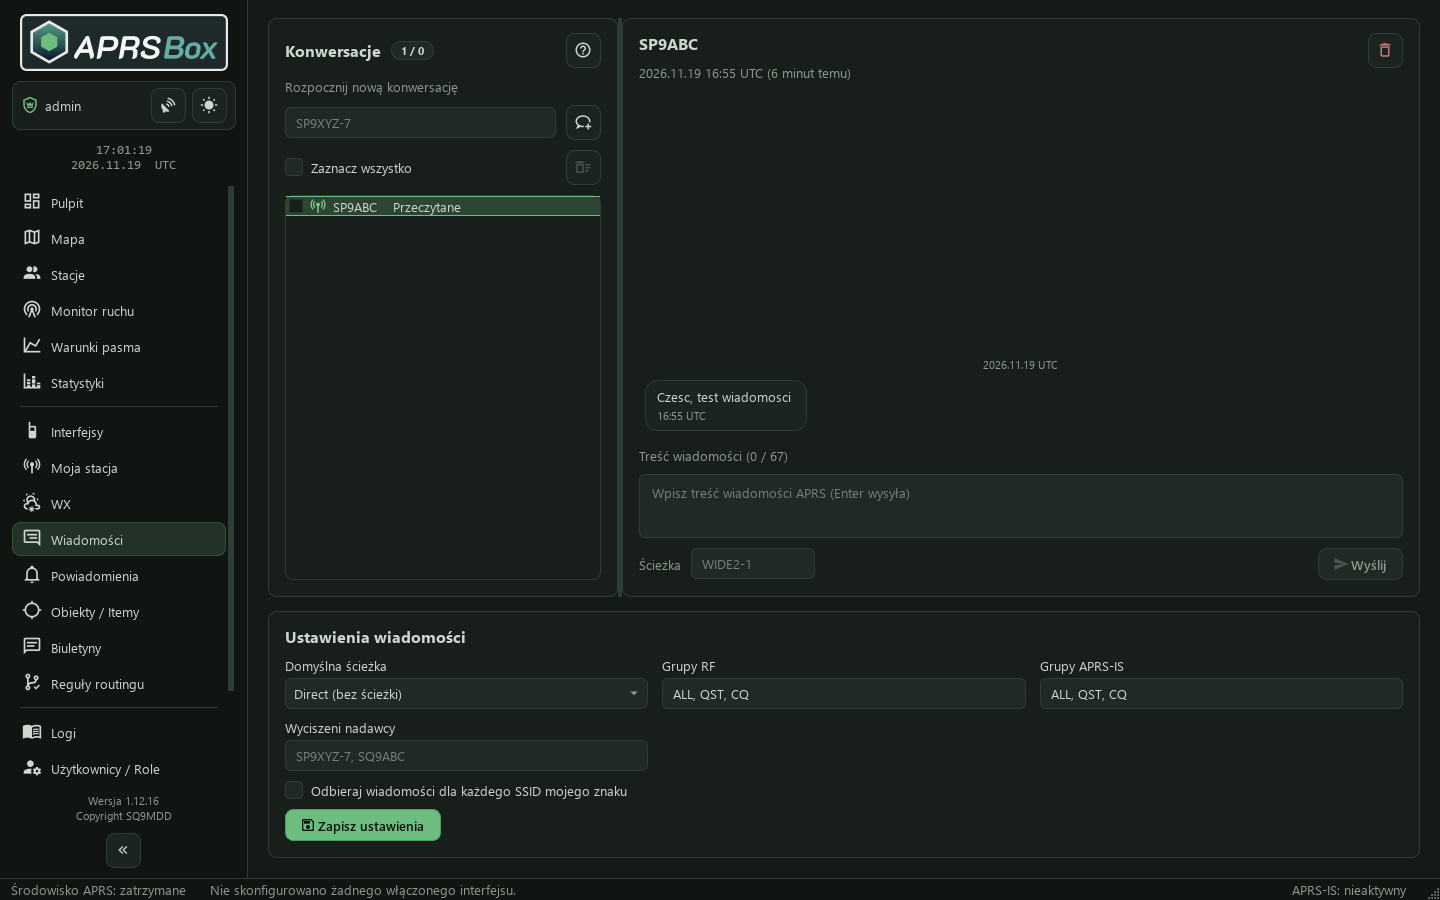 APRSBox
admin
17:01:19
2026.11.19 UTC
Pulpit
Mapa
Stacje
Monitor ruchu
Warunki pasma
Statystyki
Interfejsy
Moja stacja
WX
Wiadomości
Powiadomienia
Obiekty / Itemy
Biuletyny
Reguły routingu
Logi
Użytkownicy / Role
Wersja 1.12.16
Copyright SQ9MDD
«
Konwersacje 1 / 0
Rozpocznij nową konwersację
SP9XYZ-7
Zaznacz wszystko
SP9ABC Przeczytane
SP9ABC
2026.11.19 16:55 UTC (6 minut temu)
2026.11.19 UTC
Czesc, test wiadomosci
16:55 UTC
Treść wiadomości (0 / 67)
Wpisz treść wiadomości APRS (Enter wysyła)
Ścieżka WIDE2-1 Wyślij
Ustawienia wiadomości
Domyślna ścieżka Grupy RF Grupy APRS-IS
Direct (bez ścieżki) ALL, QST, CQ ALL, QST, CQ
Wyciszeni nadawcy
SP9XYZ-7, SQ9ABC
Odbieraj wiadomości dla każdego SSID mojego znaku
Zapisz ustawienia
Środowisko APRS: zatrzymane Nie skonfigurowano żadnego włączonego interfejsu. APRS-IS: nieaktywny